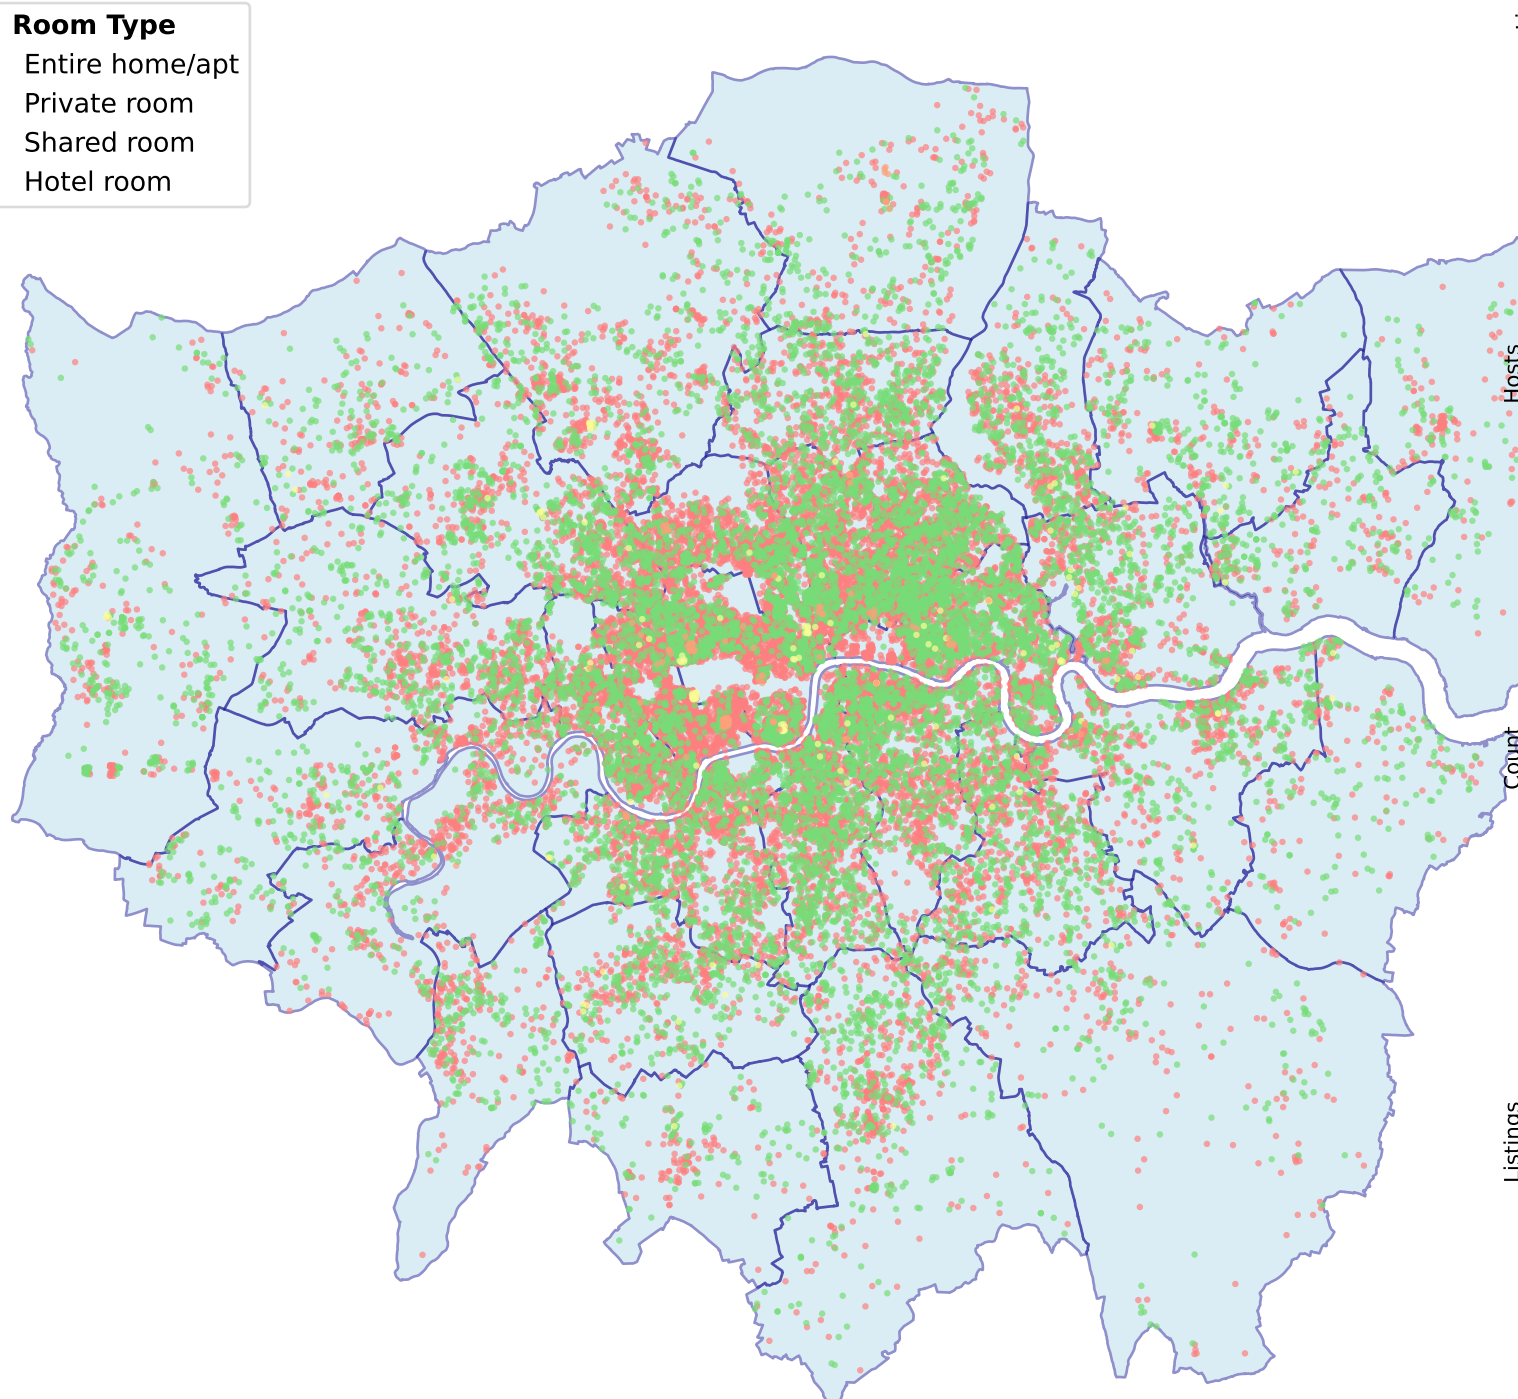 Room Type
Entire home/apt
Private room
Shared room
Hotel room
Hosts
Count
Listings